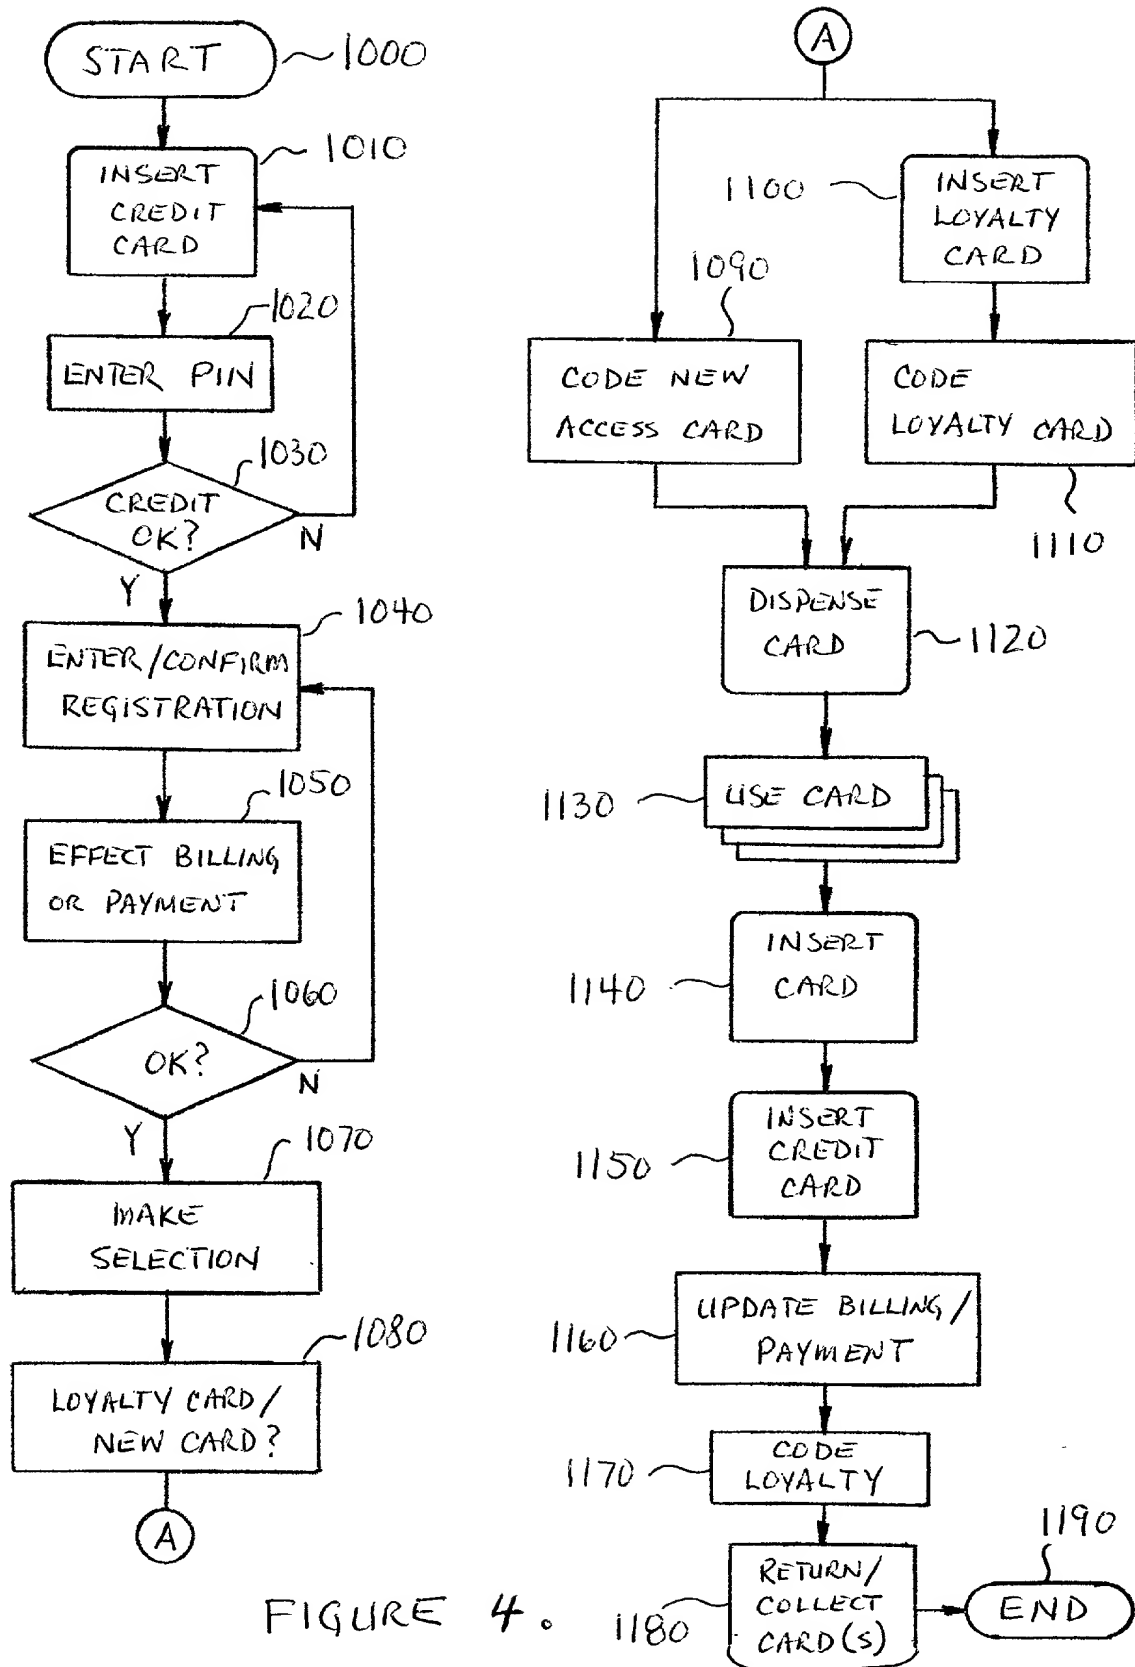 START
1000
INSERT
CREDIT
CARD
1010
ENTER PIN
1020
CREDIT
OK?
1030
N
Y
ENTER/CONFIRM
REGISTRATION
1040
EFFECT BILLING
OR PAYMENT
1050
OK?
1060
N
Y
MAKE
SELECTION
1070
LOYALTY CARD/
NEW CARD?
1080
A
A
INSERT
LOYALTY
CARD
1100
CODE NEW
ACCESS CARD
1090
CODE
LOYALTY CARD
1110
DISPENSE
CARD
1120
USE CARD
1130
INSERT
CARD
1140
INSERT
CREDIT
CARD
1150
UPDATE BILLING/
PAYMENT
1160
CODE
LOYALTY
1170
RETURN/
COLLECT
CARD(S)
1180
END
1190
FIGURE 4.